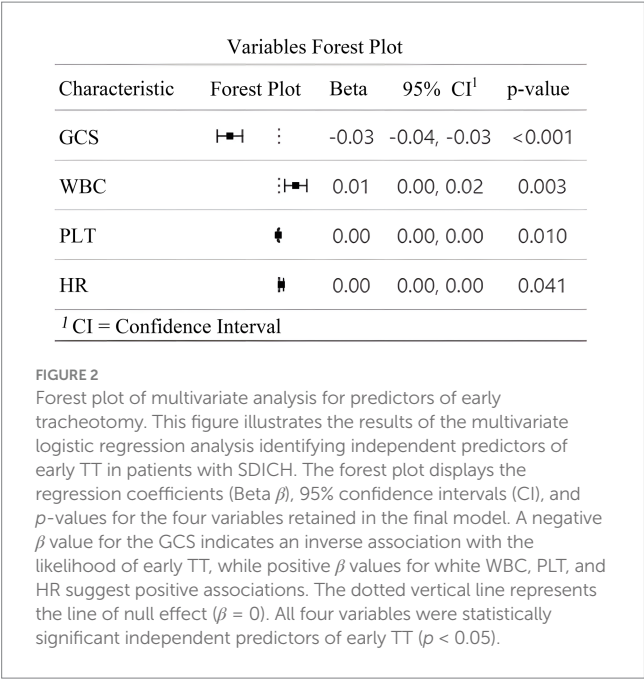 Variables Forest Plot
Characteristic Forest Plot Beta 95% CI1 p-value
GCS -0.03 -0.04, -0.03 <0.001
WBC 0.01 0.00, 0.02 0.003
PLT 0.00 0.00, 0.00 0.010
HR 0.00 0.00, 0.00 0.041
1 CI = Confidence Interval
FIGURE 2
Forest plot of multivariate analysis for predictors of early
tracheotomy. This figure illustrates the results of the multivariate
logistic regression analysis identifying independent predictors of
early TT in patients with SDICH. The forest plot displays the
regression coefficients (Beta β), 95% confidence intervals (CI), and
p-values for the four variables retained in the final model. A negative
β value for the GCS indicates an inverse association with the
likelihood of early TT, while positive β values for white WBC, PLT, and
HR suggest positive associations. The dotted vertical line represents
the line of null effect (β = 0). All four variables were statistically
significant independent predictors of early TT (p < 0.05).